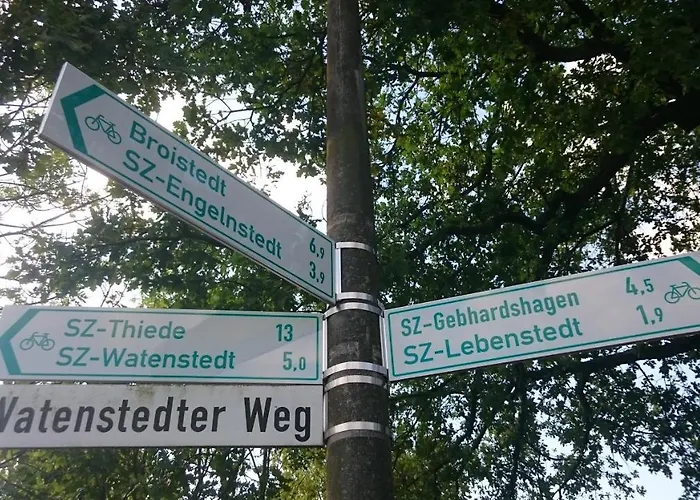 Broistedt 6,9
SZ-Engelnstedt 3,9
SZ-Thiede 13
SZ-Watenstedt 5,0
Watenstedter Weg
SZ-Gebhardshagen 4,5
SZ-Lebenstedt 1,9